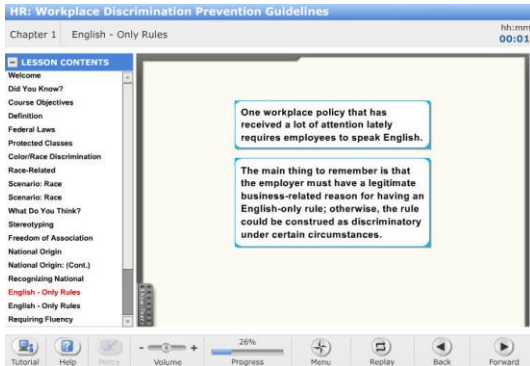 HR: Workplace Discrimination Prevention Guidelines
Chapter 1 English - Only Rules
hh:mm
00:01
LESSON CONTENTS
Welcome
Did You Know?
Course Objectives
Definition
Federal Laws
Protected Classes
Color/Race Discrimination
Race-Related
Scenario: Race
Scenario: Race
What Do You Think?
Stereotyping
Freedom of Association
National Origin
National Origin: (Cont.)
Recognizing National
English - Only Rules
English - Only Rules
Requiring Fluency
One workplace policy that has
received a lot of attention lately
requires employees to speak English.
The main thing to remember is that
the employer must have a legitimate
business-related reason for having an
English-only rule; otherwise, the rule
could be construed as discriminatory
under certain circumstances.
- +
26%
Tutorial Help Policy Volume Progress Menu Replay Back Forward